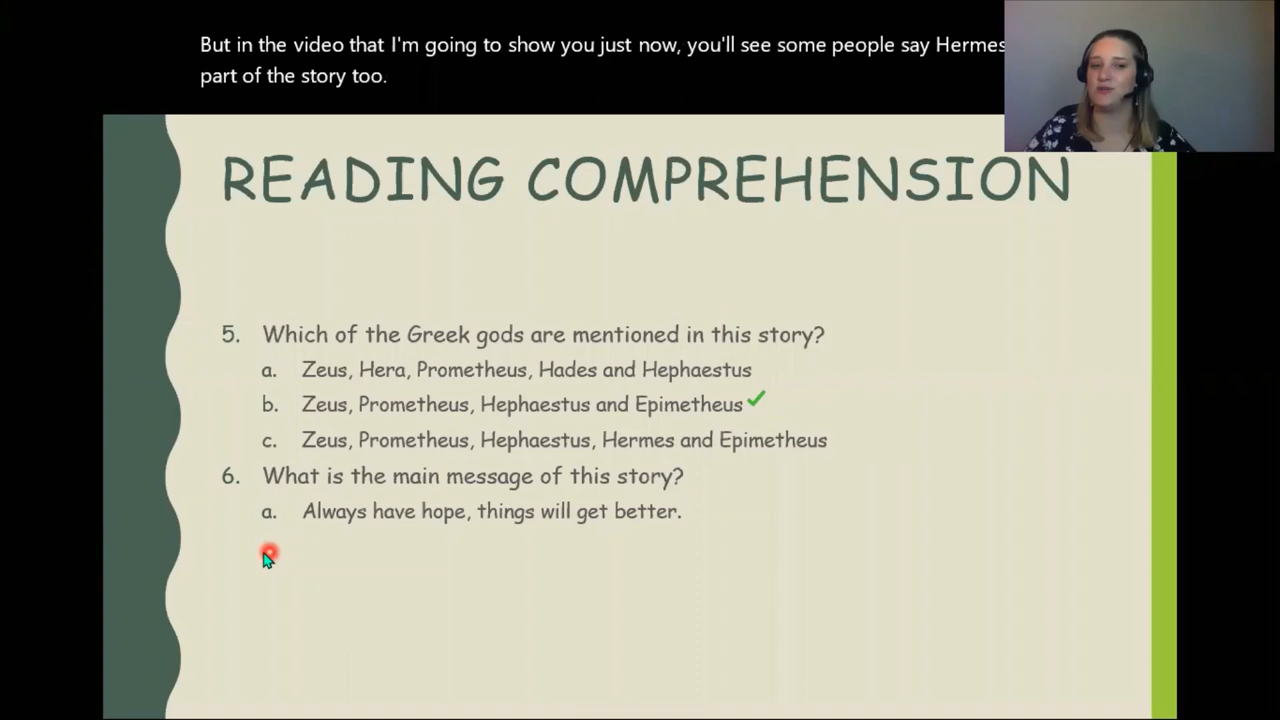 But in the video that I'm going to show you just now, you'll see some people say Hermes
part of the story too.
READING COMPREHENSION
5. Which of the Greek gods are mentioned in this story?
a. Zeus, Hera, Prometheus, Hades and Hephaestus
b. Zeus, Prometheus, Hephaestus and Epimetheus
c. Zeus, Prometheus, Hephaestus, Hermes and Epimetheus
6. What is the main message of this story?
a. Always have hope, things will get better.